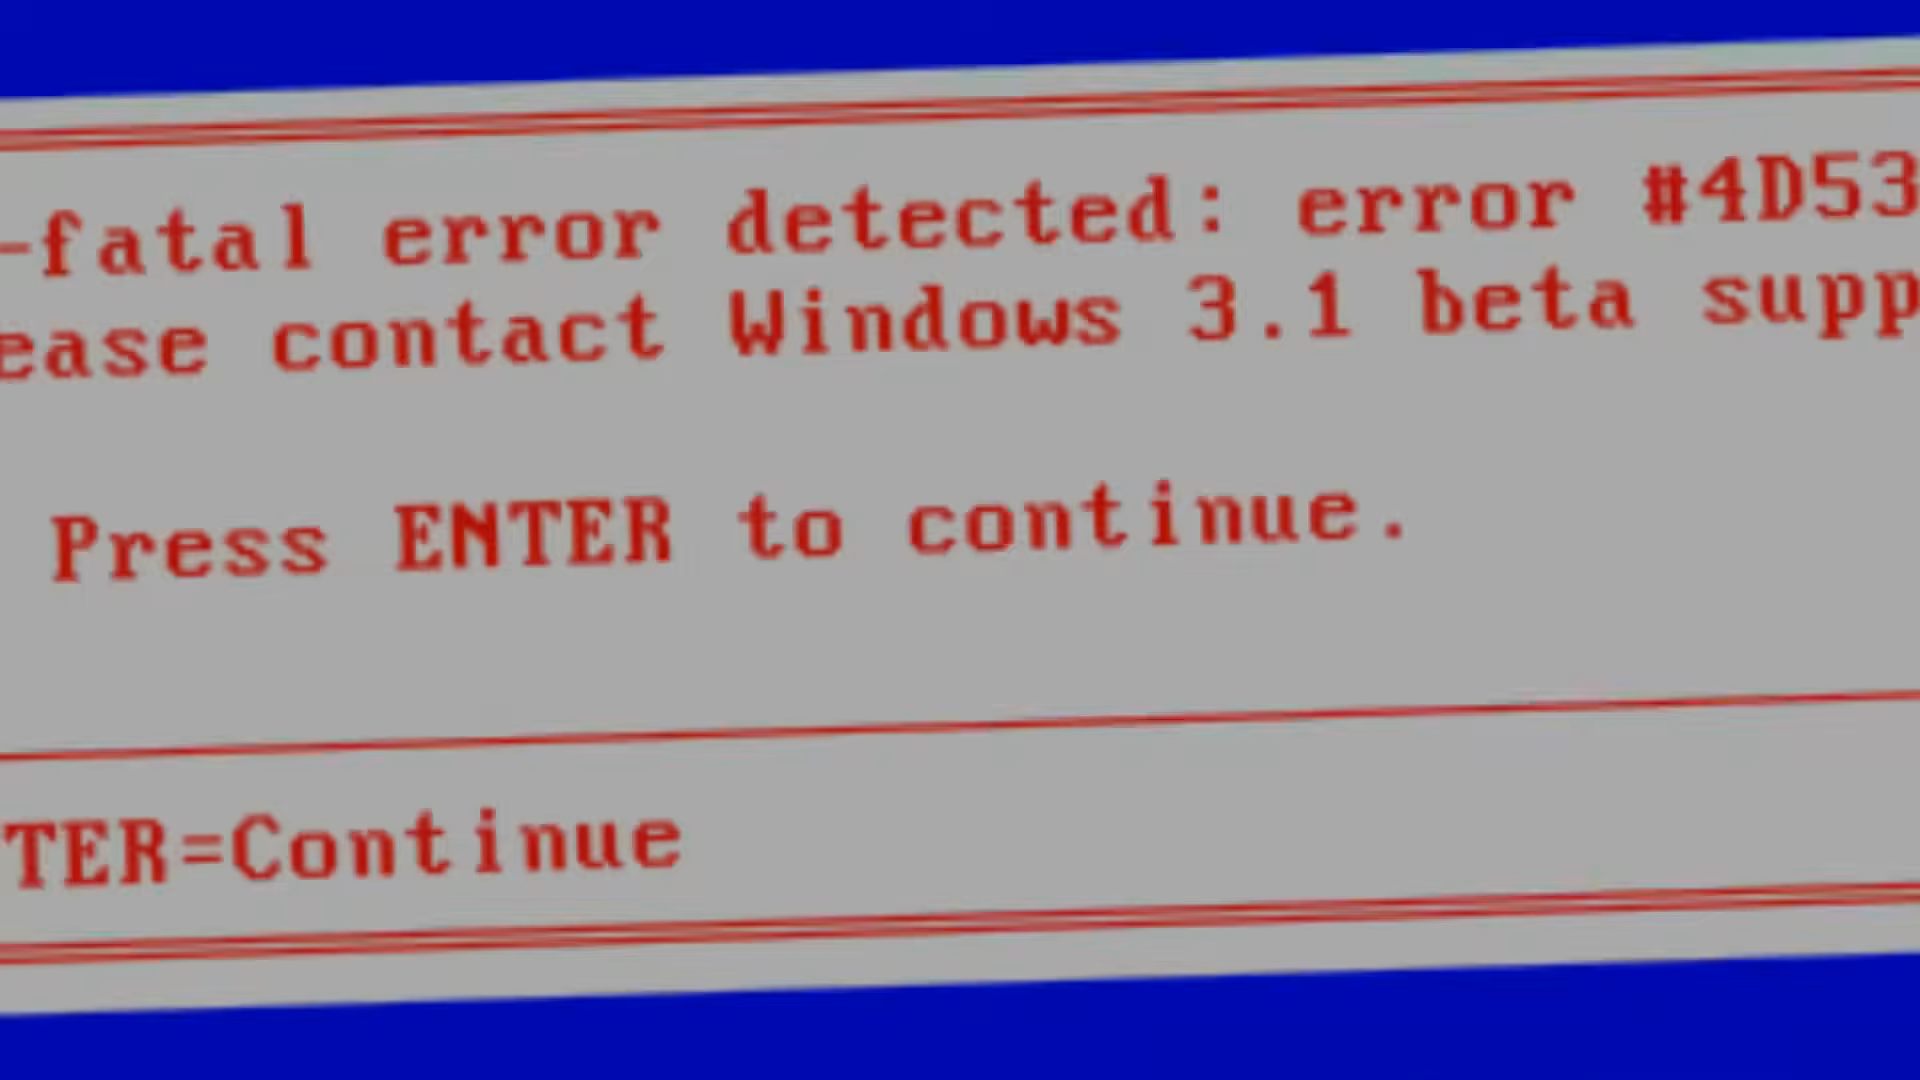 -fatal error detected: error #4D53
ease contact Windows 3.1 beta supp
Press ENTER to continue.
TER=Continue